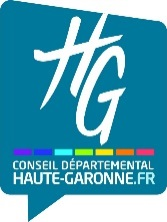 HG
CONSEIL DÉPARTEMENTAL
HAUTE-GARONNE.FR